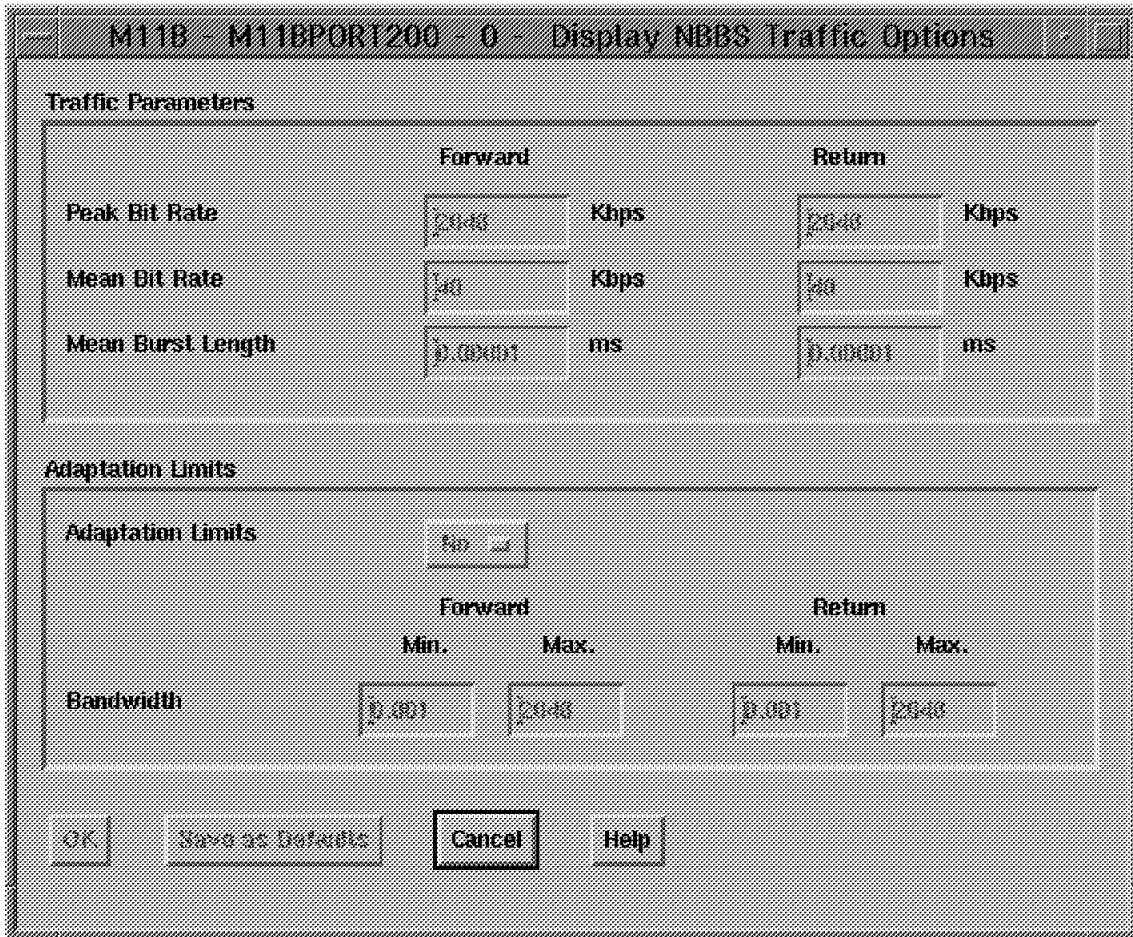 M11B - M11BPORT200 - 0 - Display NBBS Traffic Options
Traffic Parameters
Forward Return
Peak Bit Rate 2048 Kbps 2048 Kbps
Mean Bit Rate 40 Kbps 40 Kbps
Mean Burst Length 0.00001 ms 0.00001 ms
Adaptation Limits
Adaptation Limits No
Forward Return
Min. Max. Min. Max.
Bandwidth 0.001 2048 0.001 2048
OK Save as Defaults Cancel Help